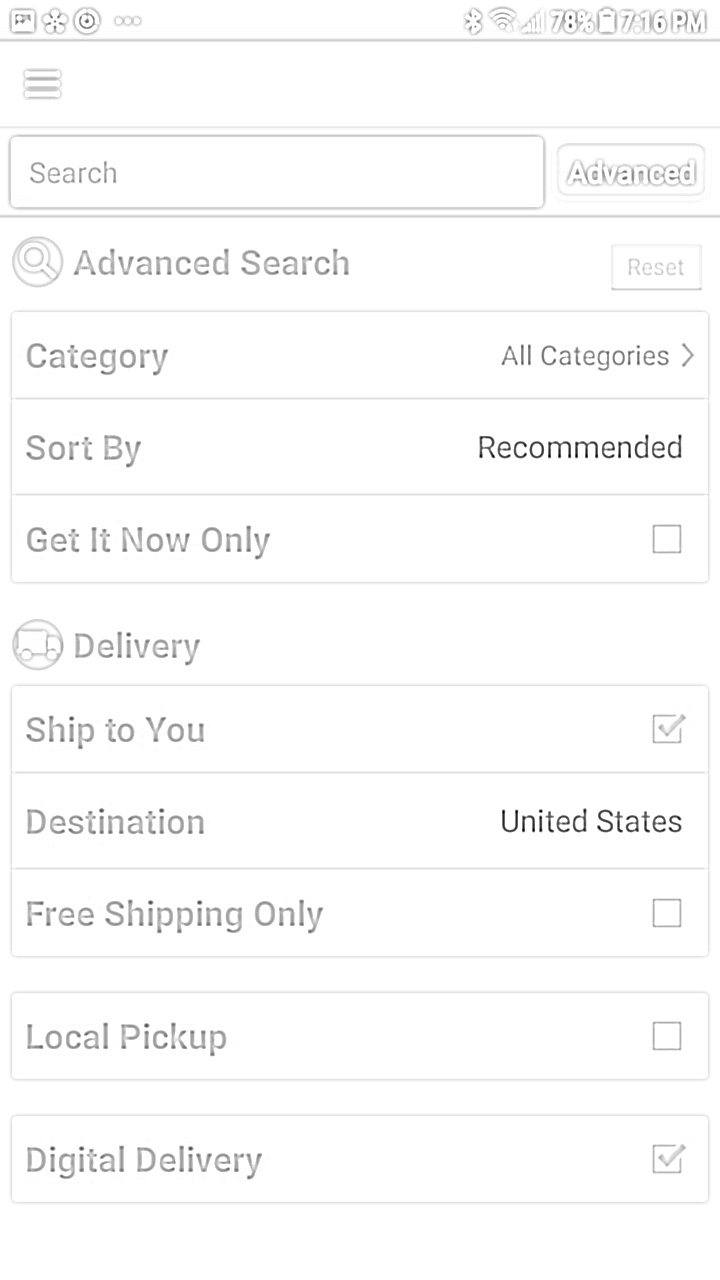 78% 7:16 PM
Search
Advanced
Advanced Search
Reset
Category
All Categories
Sort By
Recommended
Get It Now Only
Delivery
Ship to You
Destination
United States
Free Shipping Only
Local Pickup
Digital Delivery